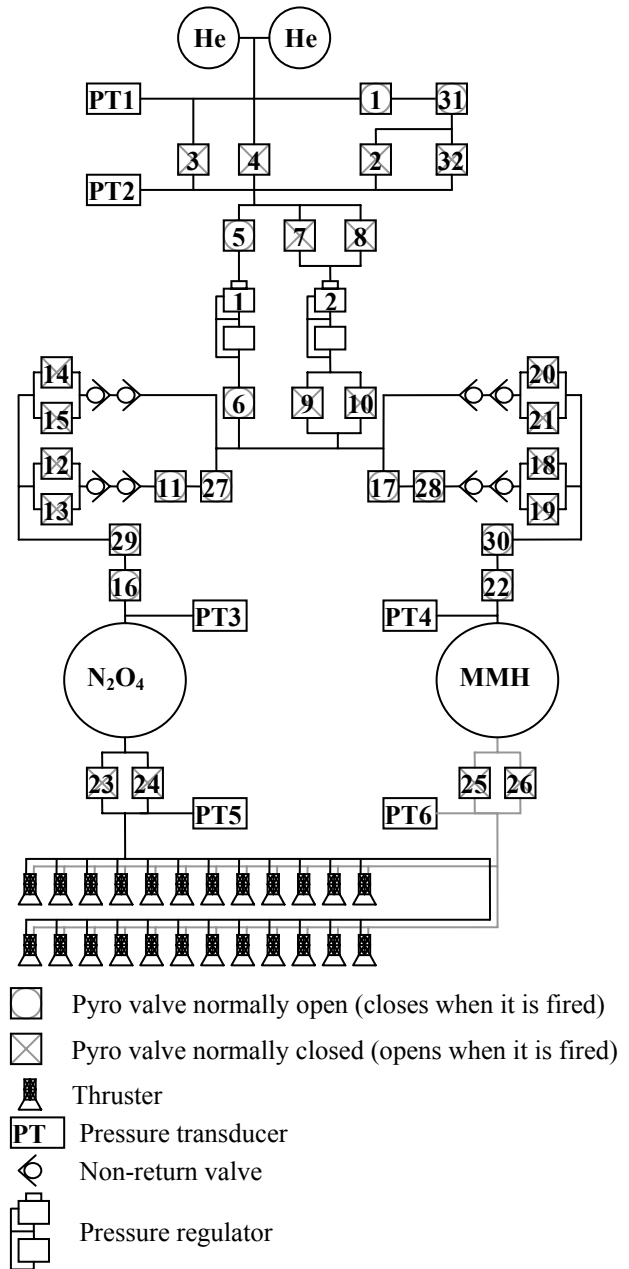 He He
PT1 1 31
3 4 2 32
PT2
5 7 8
1 2
14 20
6 9 10
15 21
12 18
11 27 17 28
13 19
29 30
16 22
PT3 PT4
N₂O₄ MMH
23 24 25 26
PT5 PT6
Pyro valve normally open (closes when it is fired)
Pyro valve normally closed (opens when it is fired)
Thruster
PT Pressure transducer
Non-return valve
Pressure regulator